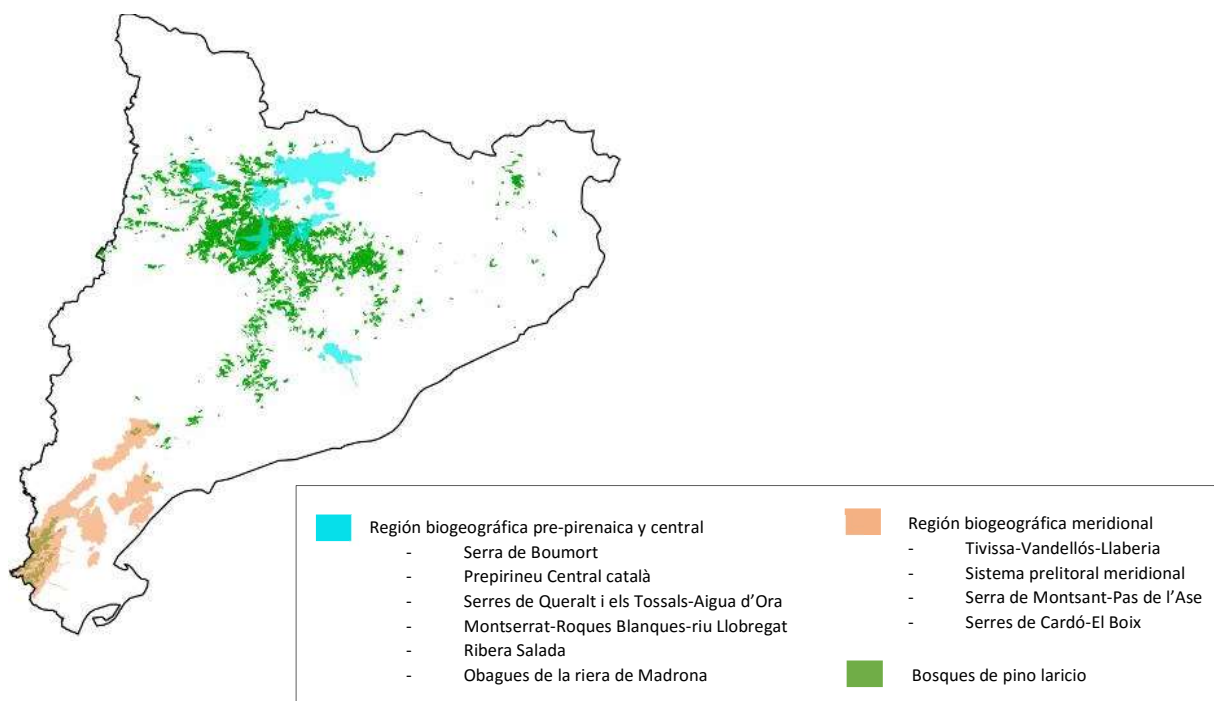 Región biogeográfica pre-pirenaica y central
- Serra de Boumort
- Prepirineu Central català
- Serres de Queralt i els Tossals-Aigua d'Ora
- Montserrat-Roques Blanques-riu Llobregat
- Ribera Salada
- Obagues de la riera de Madrona
Región biogeográfica meridional
- Tivissa-Vandellós-Llaberia
- Sistema prelitoral meridional
- Serra de Montsant-Pas de l'Ase
- Serres de Cardó-El Boix
Bosques de pino laricio